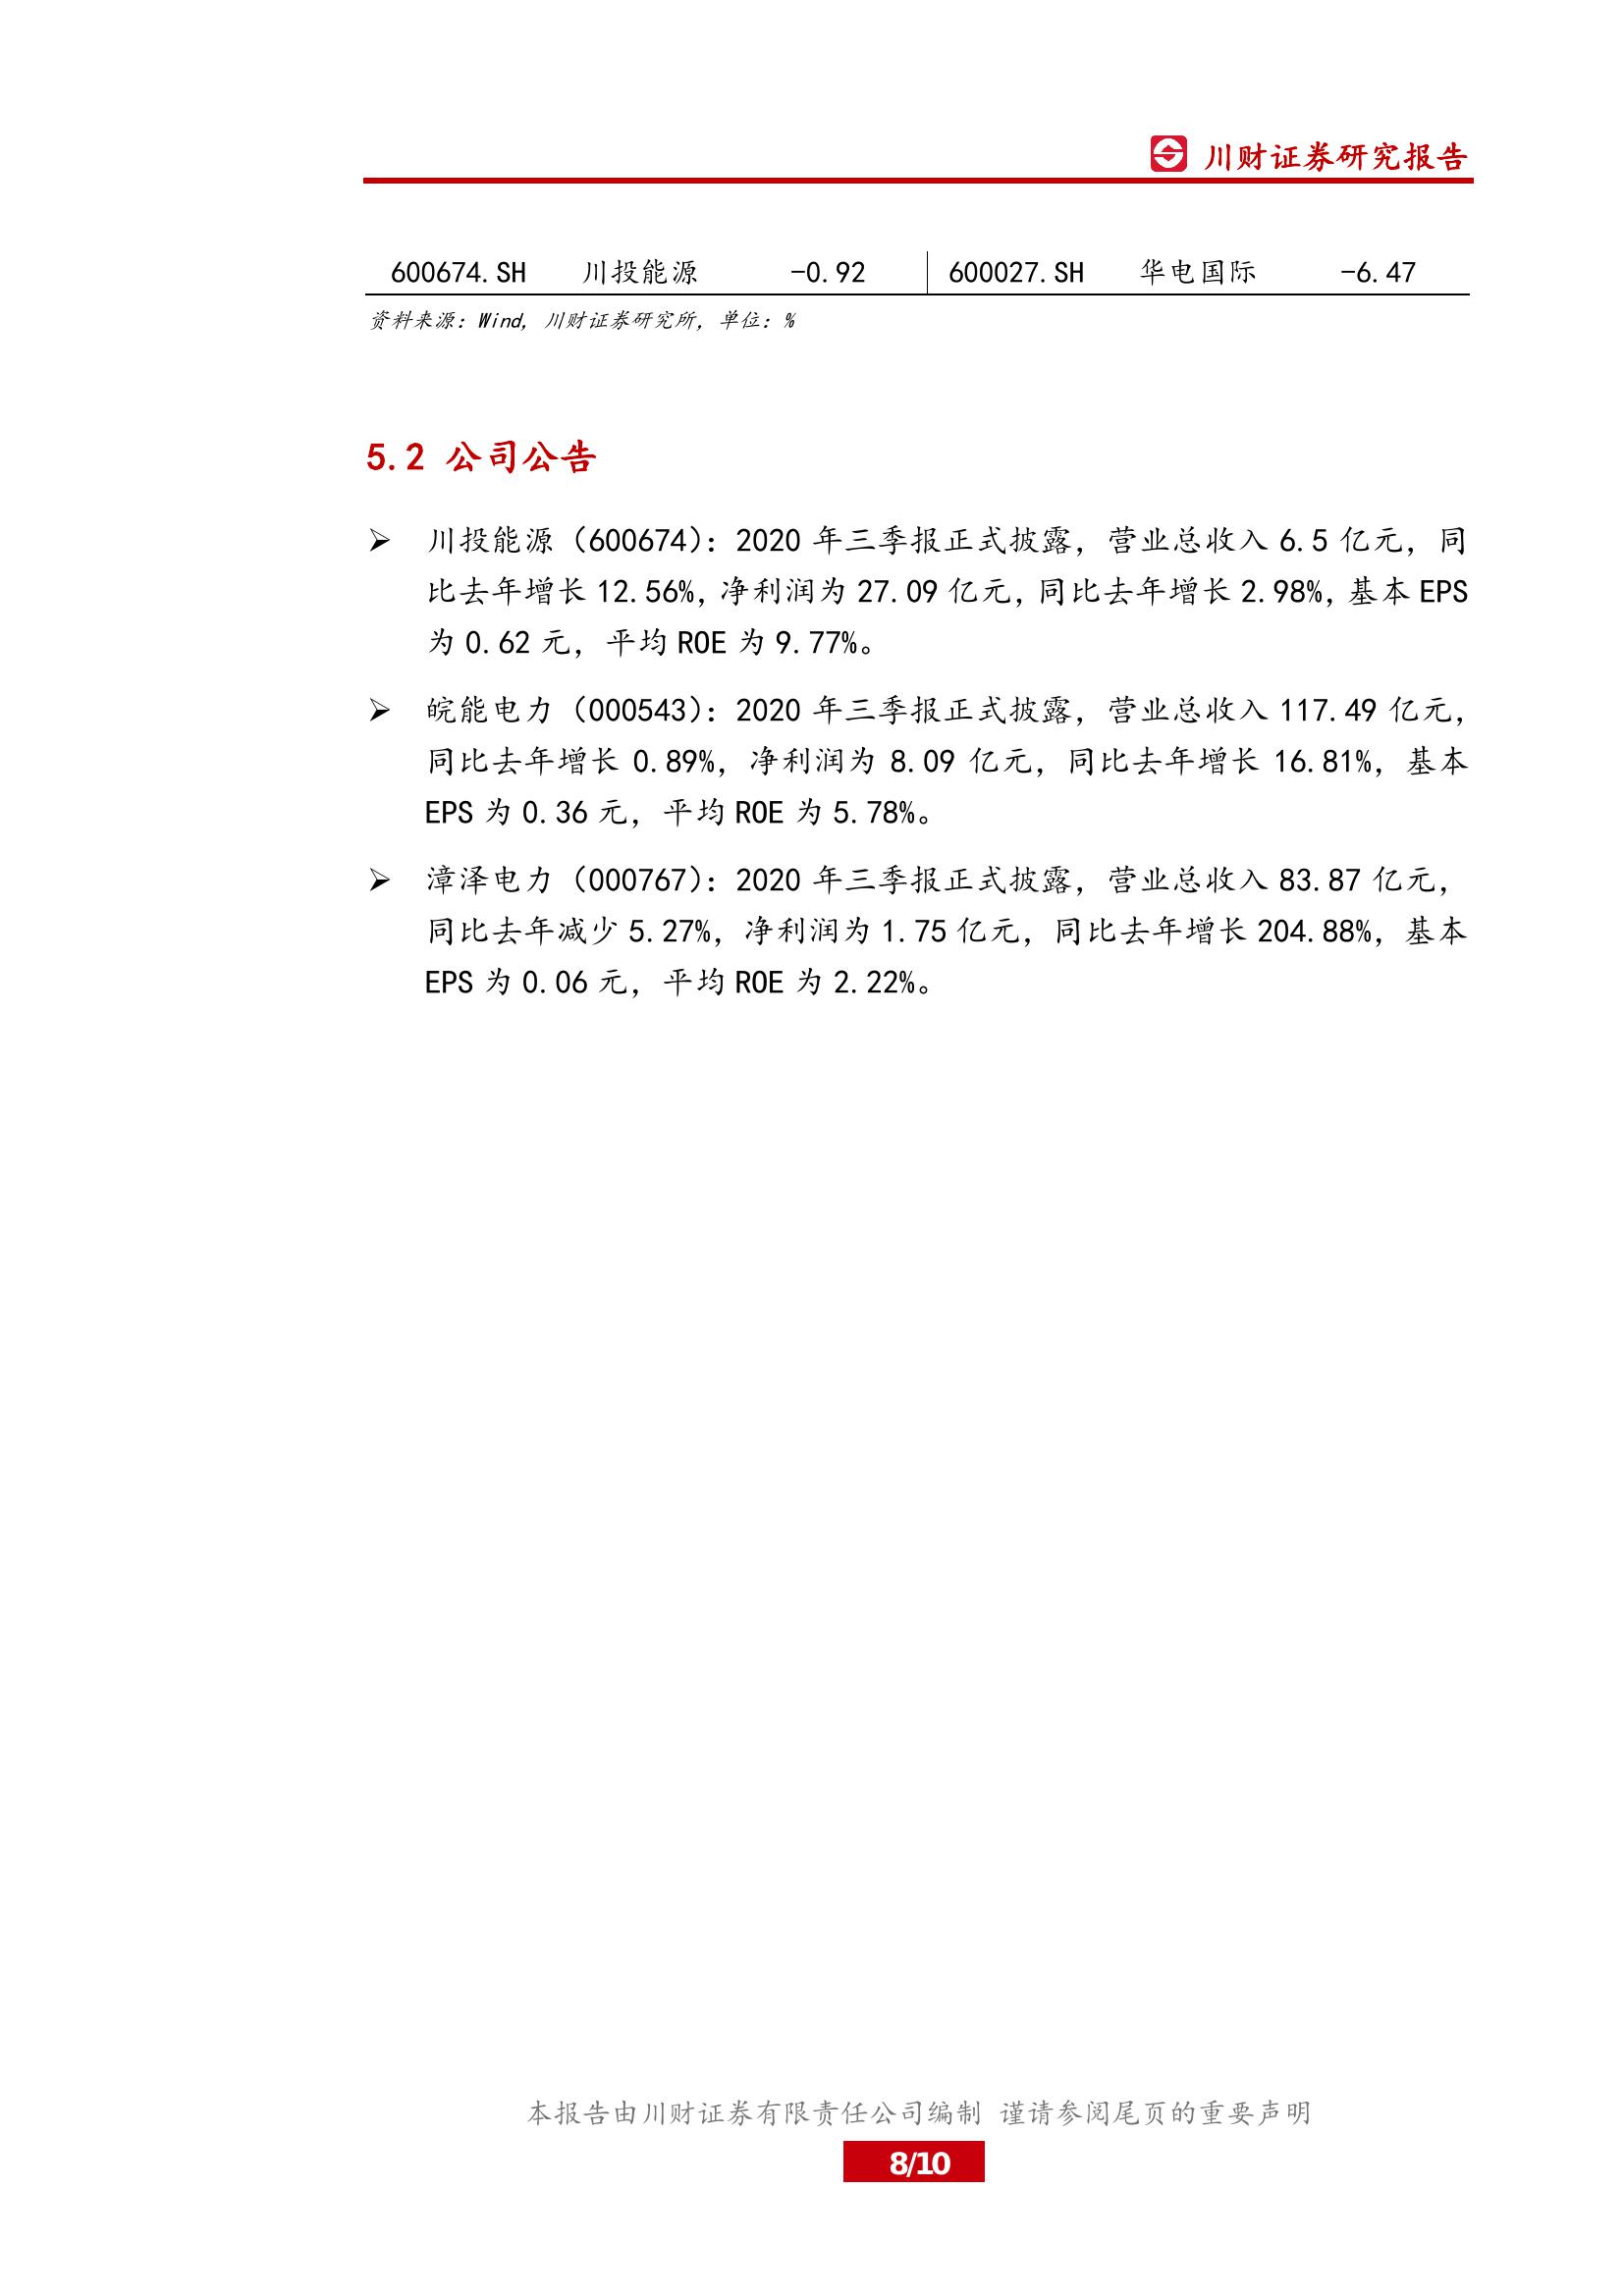 川财证券研究报告
600674.SH 川投能源 -0.92 600027.SH 华电国际 -6.47
资料来源：Wind，川财证券研究所，单位：%
5.2 公司公告
➢ 川投能源（600674）：2020 年三季报正式披露，营业总收入 6.5 亿元，同
比去年增长 12.56%，净利润为 27.09 亿元，同比去年增长 2.98%，基本 EPS
为 0.62 元，平均 ROE 为 9.77%。
➢ 皖能电力（000543）：2020 年三季报正式披露，营业总收入 117.49 亿元，
同比去年增长 0.89%，净利润为 8.09 亿元，同比去年增长 16.81%，基本
EPS 为 0.36 元，平均 ROE 为 5.78%。
➢ 漳泽电力（000767）：2020 年三季报正式披露，营业总收入 83.87 亿元，
同比去年减少 5.27%，净利润为 1.75 亿元，同比去年增长 204.88%，基本
EPS 为 0.06 元，平均 ROE 为 2.22%。
本报告由川财证券有限责任公司编制 谨请参阅尾页的重要声明
8/10